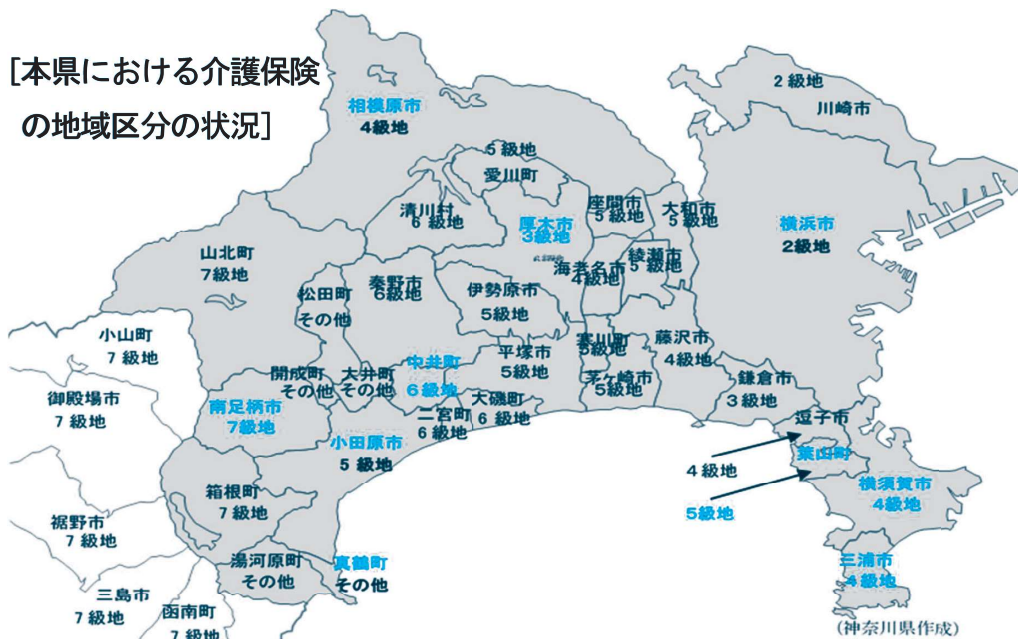 [本県における介護保険
の地域区分の状況]
相模原市
4級地
2 級地
川崎市
5 級地
愛川町
清川村
6 級地
厚木市
3級地
座間市
5 級地
大和市
5 級地
横浜市
2級地
山北町
7級地
松田町
その他
秦野市
6級地
伊勢原市
5級地
海老名市
4級地
綾瀬市
5 級地
小山町
7 級地
御殿場市
7 級地
開成町
その他
大井町
その他
中井町
6級地
平塚市
5級地
寒川町
5級地
藤沢市
4級地
茅ヶ崎市
5級地
鎌倉市
3級地
南足柄市
7級地
小田原市
5 級地
二宮町
6 級地
大磯町
6 級地
逗子市
4級地
葉山町
5級地
横須賀市
4級地
箱根町
7 級地
裾野市
7 級地
湯河原町
その他
真鶴町
その他
三浦市
4級地
三島市
7 級地
函南町
7 級地
(神奈川県作成)